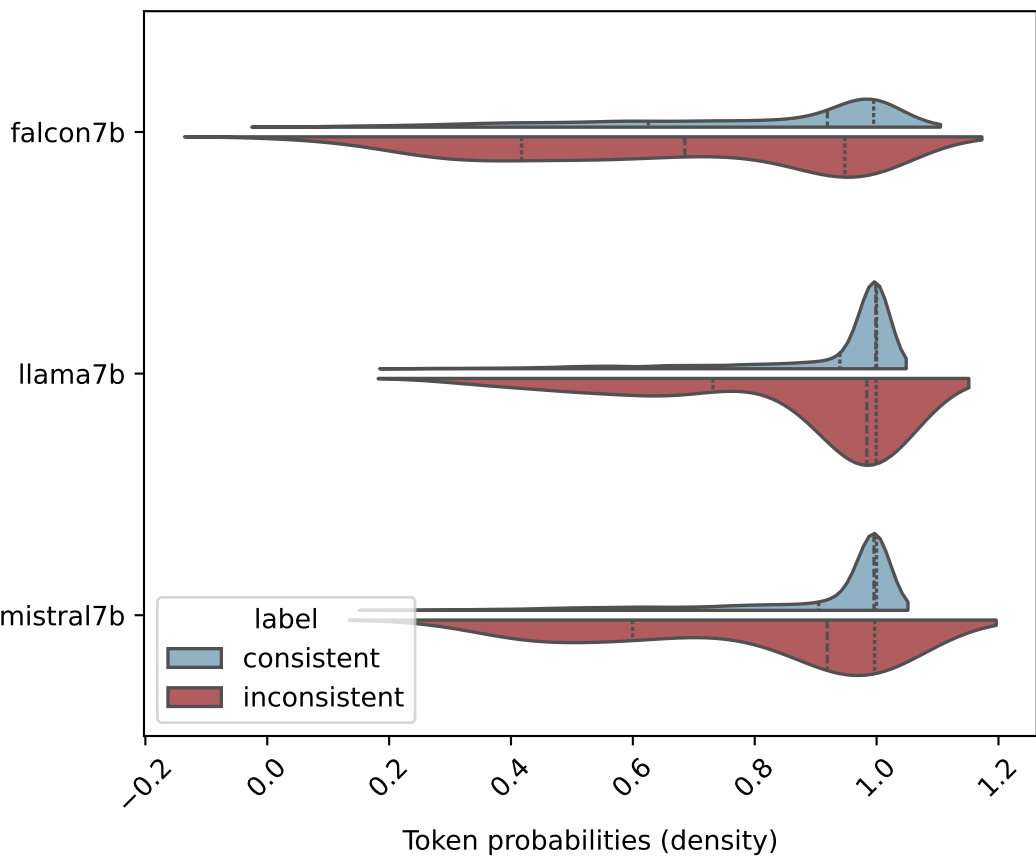 falcon7b
llama7b
mistral7b
label
consistent
inconsistent
−0.2
0.0
0.2
0.4
0.6
0.8
1.0
1.2
Token probabilities (density)